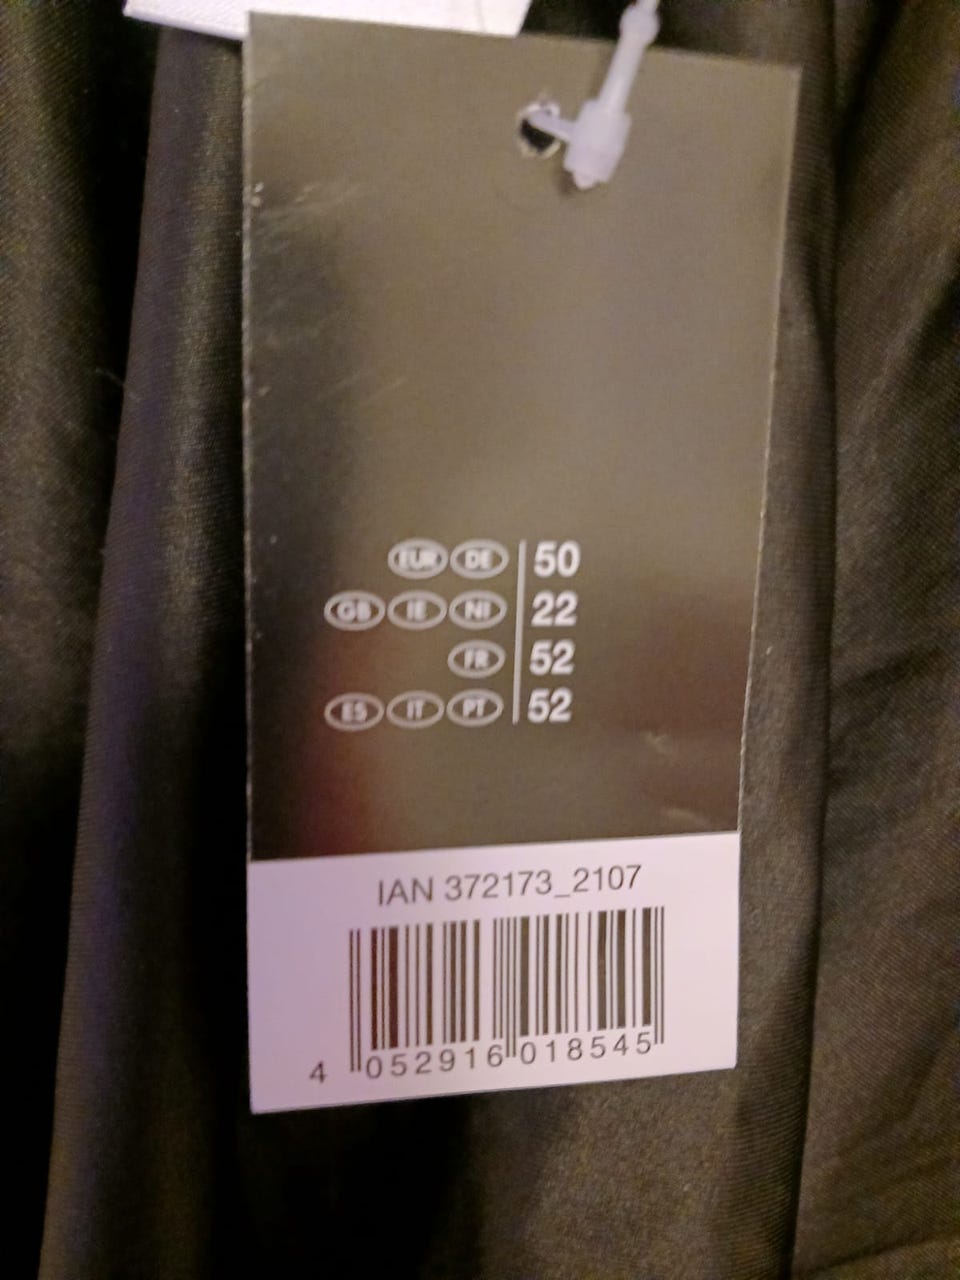 EUR DE 50
GB IE NI 22
FR 52
ES IT PT 52
IAN 372173_2107
4 052916 018545